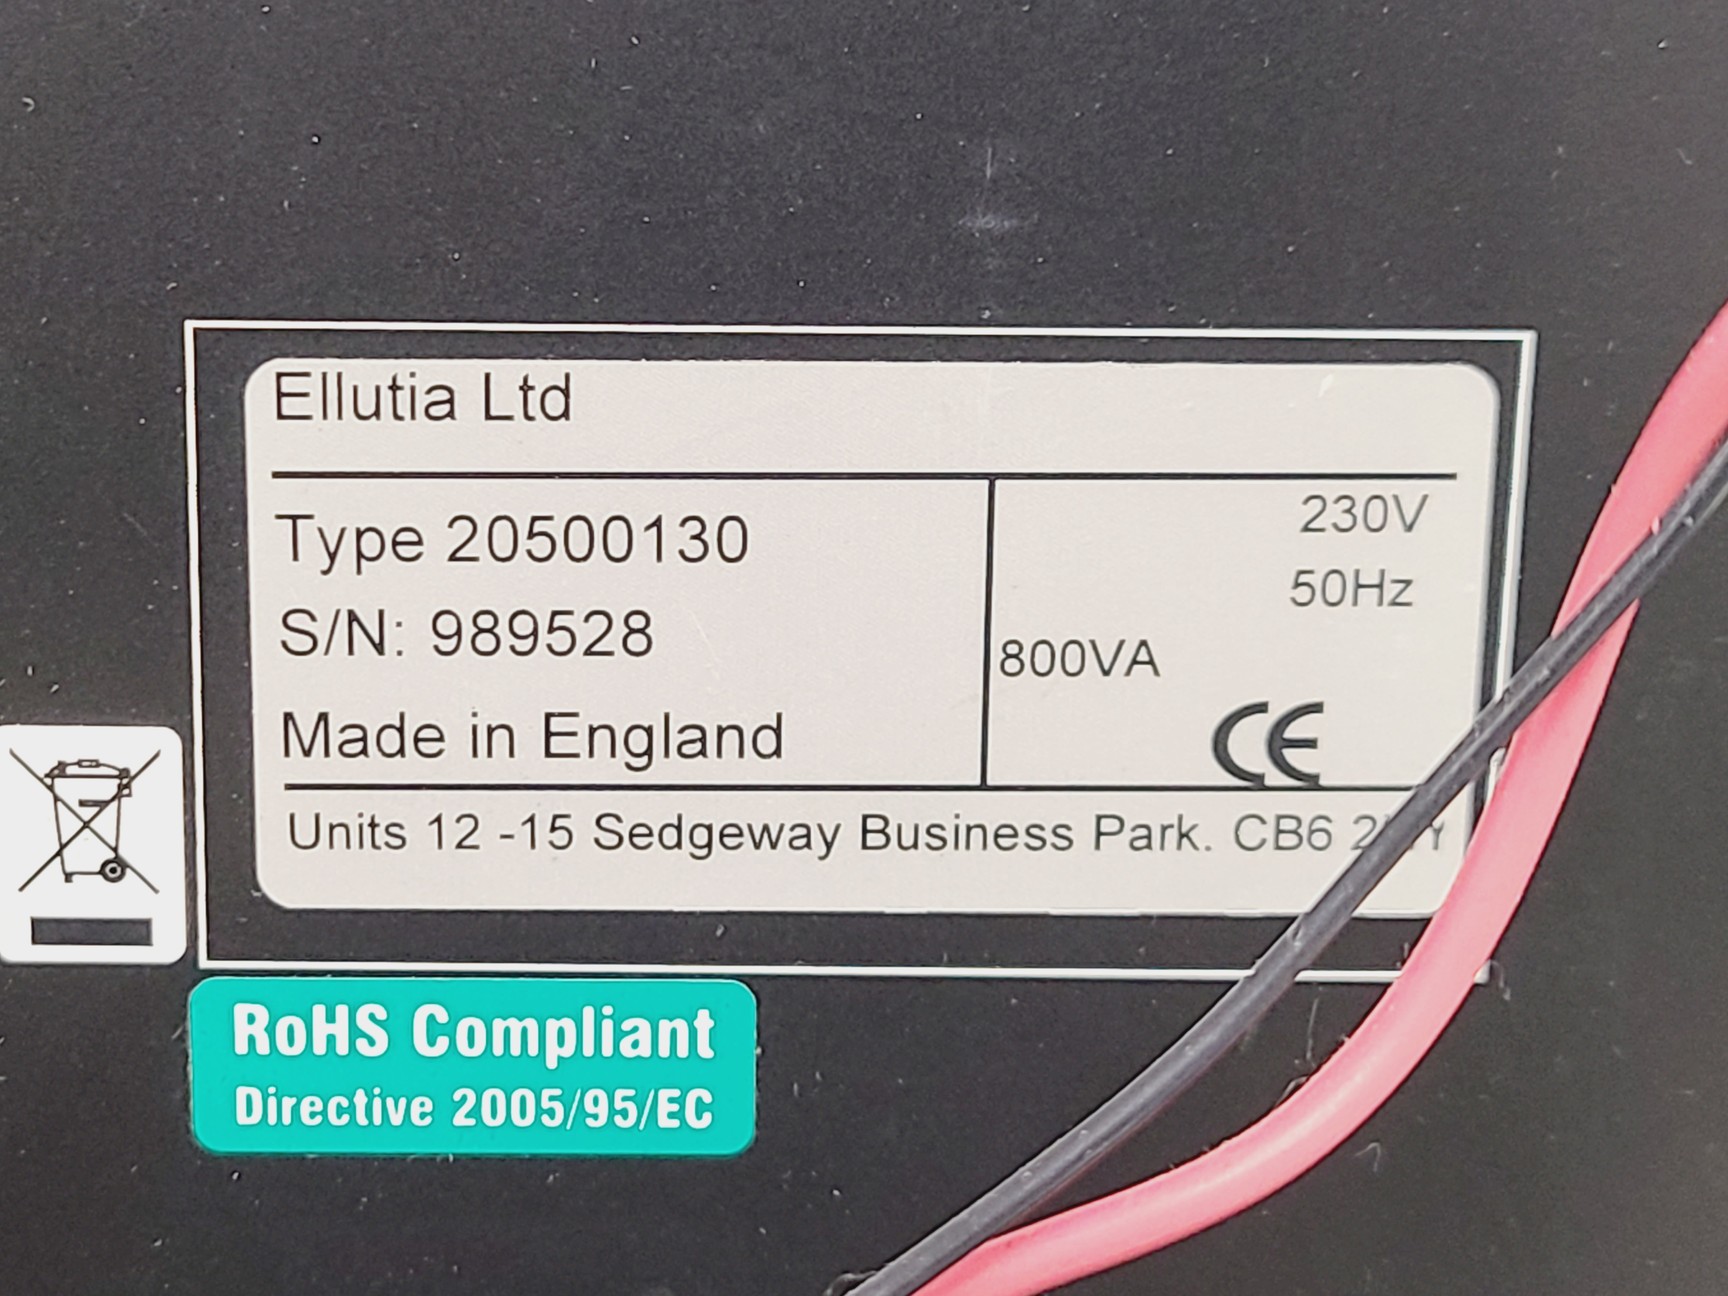 Ellutia Ltd
Type 20500130
S/N: 989528
Made in England
230V
50Hz
800VA
CE
Units 12 -15 Sedgeway Business Park. CB6
RoHS Compliant
Directive 2005/95/EC